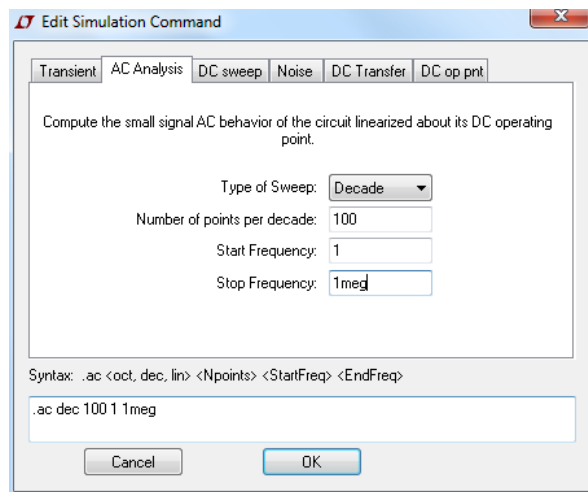 Edit Simulation Command
Transient AC Analysis DC sweep Noise DC Transfer DC op pnt
Compute the small signal AC behavior of the circuit linearized about its DC operating
point.
Type of Sweep: Decade
Number of points per decade: 100
Start Frequency: 1
Stop Frequency: 1meg
Syntax: .ac <oct, dec, lin> <Npoints> <StartFreq> <EndFreq>
.ac dec 100 1 1meg
Cancel OK